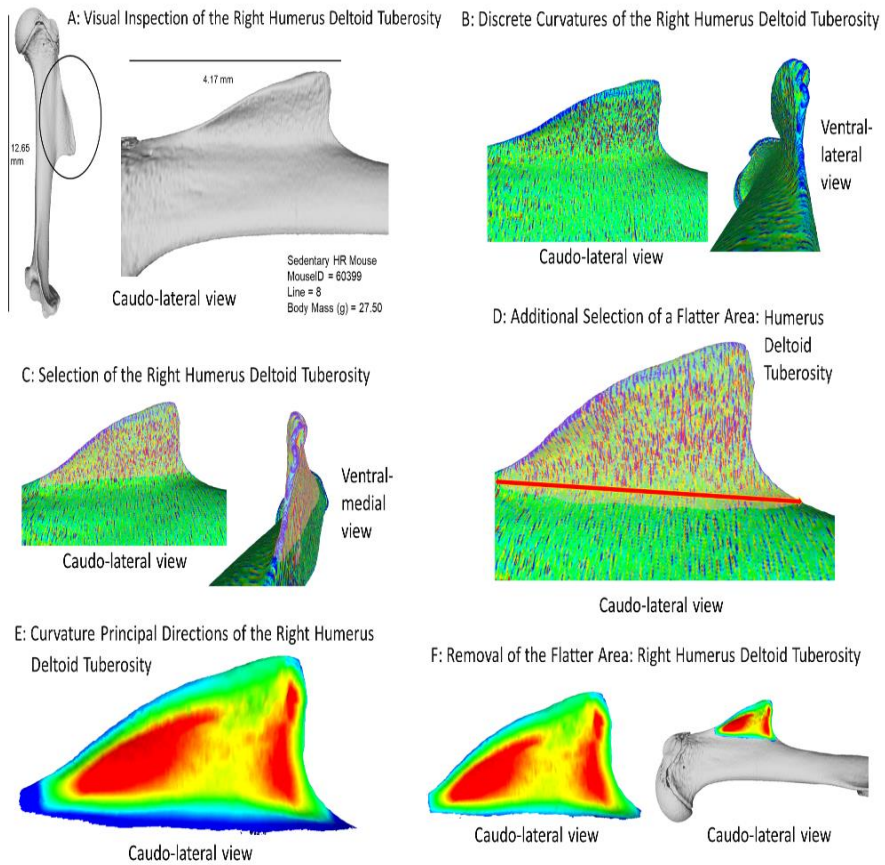 A: Visual Inspection of the Right Humerus Deltoid Tuberosity
4.17 mm
12.65
mm
Caudo-lateral view
Sedentary HR Mouse
MouseID = 60399
Line = 8
Body Mass (g) = 27.50
B: Discrete Curvatures of the Right Humerus Deltoid Tuberosity
Ventral-
lateral
view
Caudo-lateral view
C: Selection of the Right Humerus Deltoid Tuberosity
Ventral-
medial
view
Caudo-lateral view
D: Additional Selection of a Flatter Area: Humerus
Deltoid
Tuberosity
Caudo-lateral view
E: Curvature Principal Directions of the Right Humerus
Deltoid Tuberosity
Caudo-lateral view
F: Removal of the Flatter Area: Right Humerus Deltoid Tuberosity
Caudo-lateral view
Caudo-lateral view